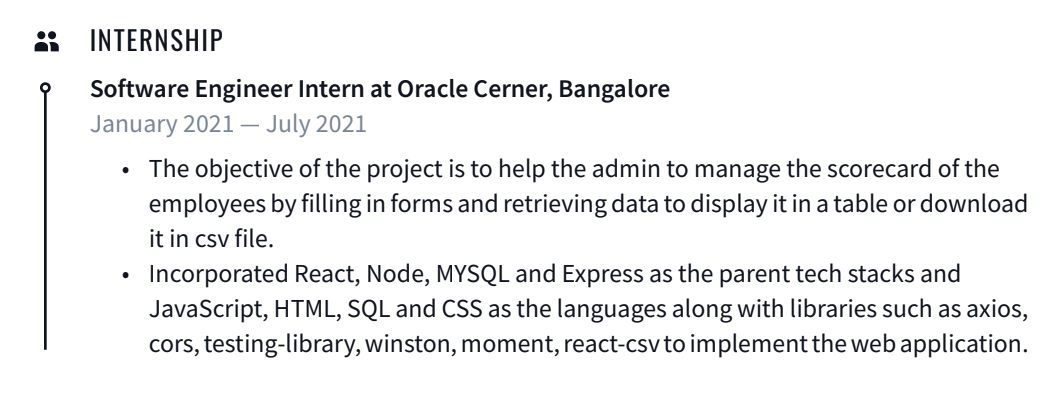 INTERNSHIP
Software Engineer Intern at Oracle Cerner, Bangalore
January 2021 — July 2021
• The objective of the project is to help the admin to manage the scorecard of the
employees by filling in forms and retrieving data to display it in a table or download
it in csv file.
• Incorporated React, Node, MYSQL and Express as the parent tech stacks and
JavaScript, HTML, SQL and CSS as the languages along with libraries such as axios,
cors, testing-library, winston, moment, react-csv to implement the web application.